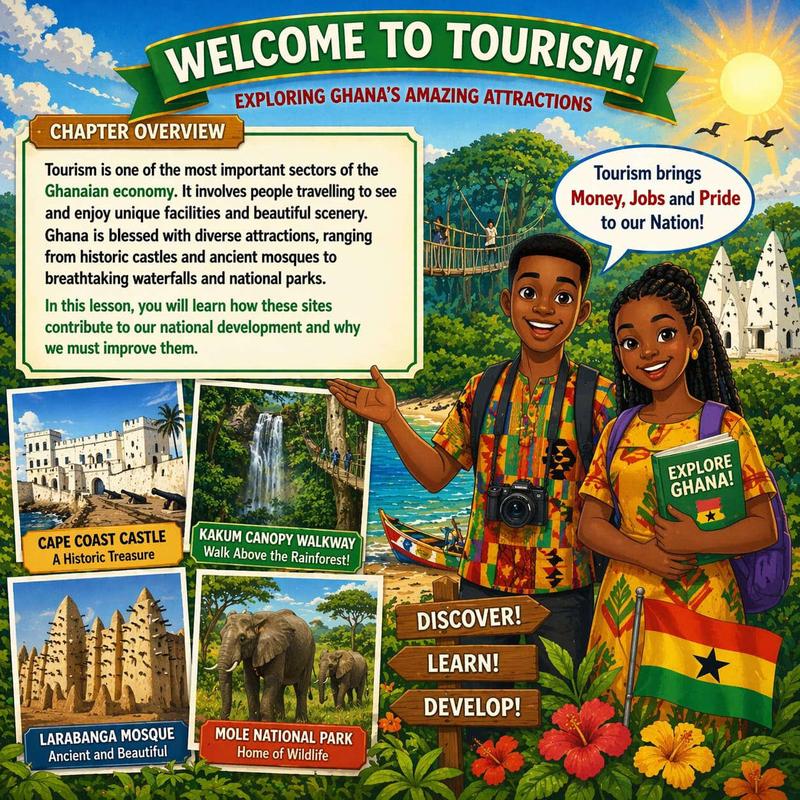 WELCOME TO TOURISM!
EXPLORING GHANA'S AMAZING ATTRACTIONS
CHAPTER OVERVIEW
Tourism is one of the most important sectors of the
Ghanaian economy. It involves people travelling to see
and enjoy unique facilities and beautiful scenery.
Ghana is blessed with diverse attractions, ranging
from historic castles and ancient mosques to
breathtaking waterfalls and national parks.
In this lesson, you will learn how these sites
contribute to our national development and why
we must improve them.
Tourism brings
Money, Jobs and Pride
to our Nation!
EXPLORE
GHANA!
CAPE COAST CASTLE
A Historic Treasure
KAKUM CANOPY WALKWAY
Walk Above the Rainforest!
LARABANGA MOSQUE
Ancient and Beautiful
MOLE NATIONAL PARK
Home of Wildlife
DISCOVER!
LEARN!
DEVELOP!